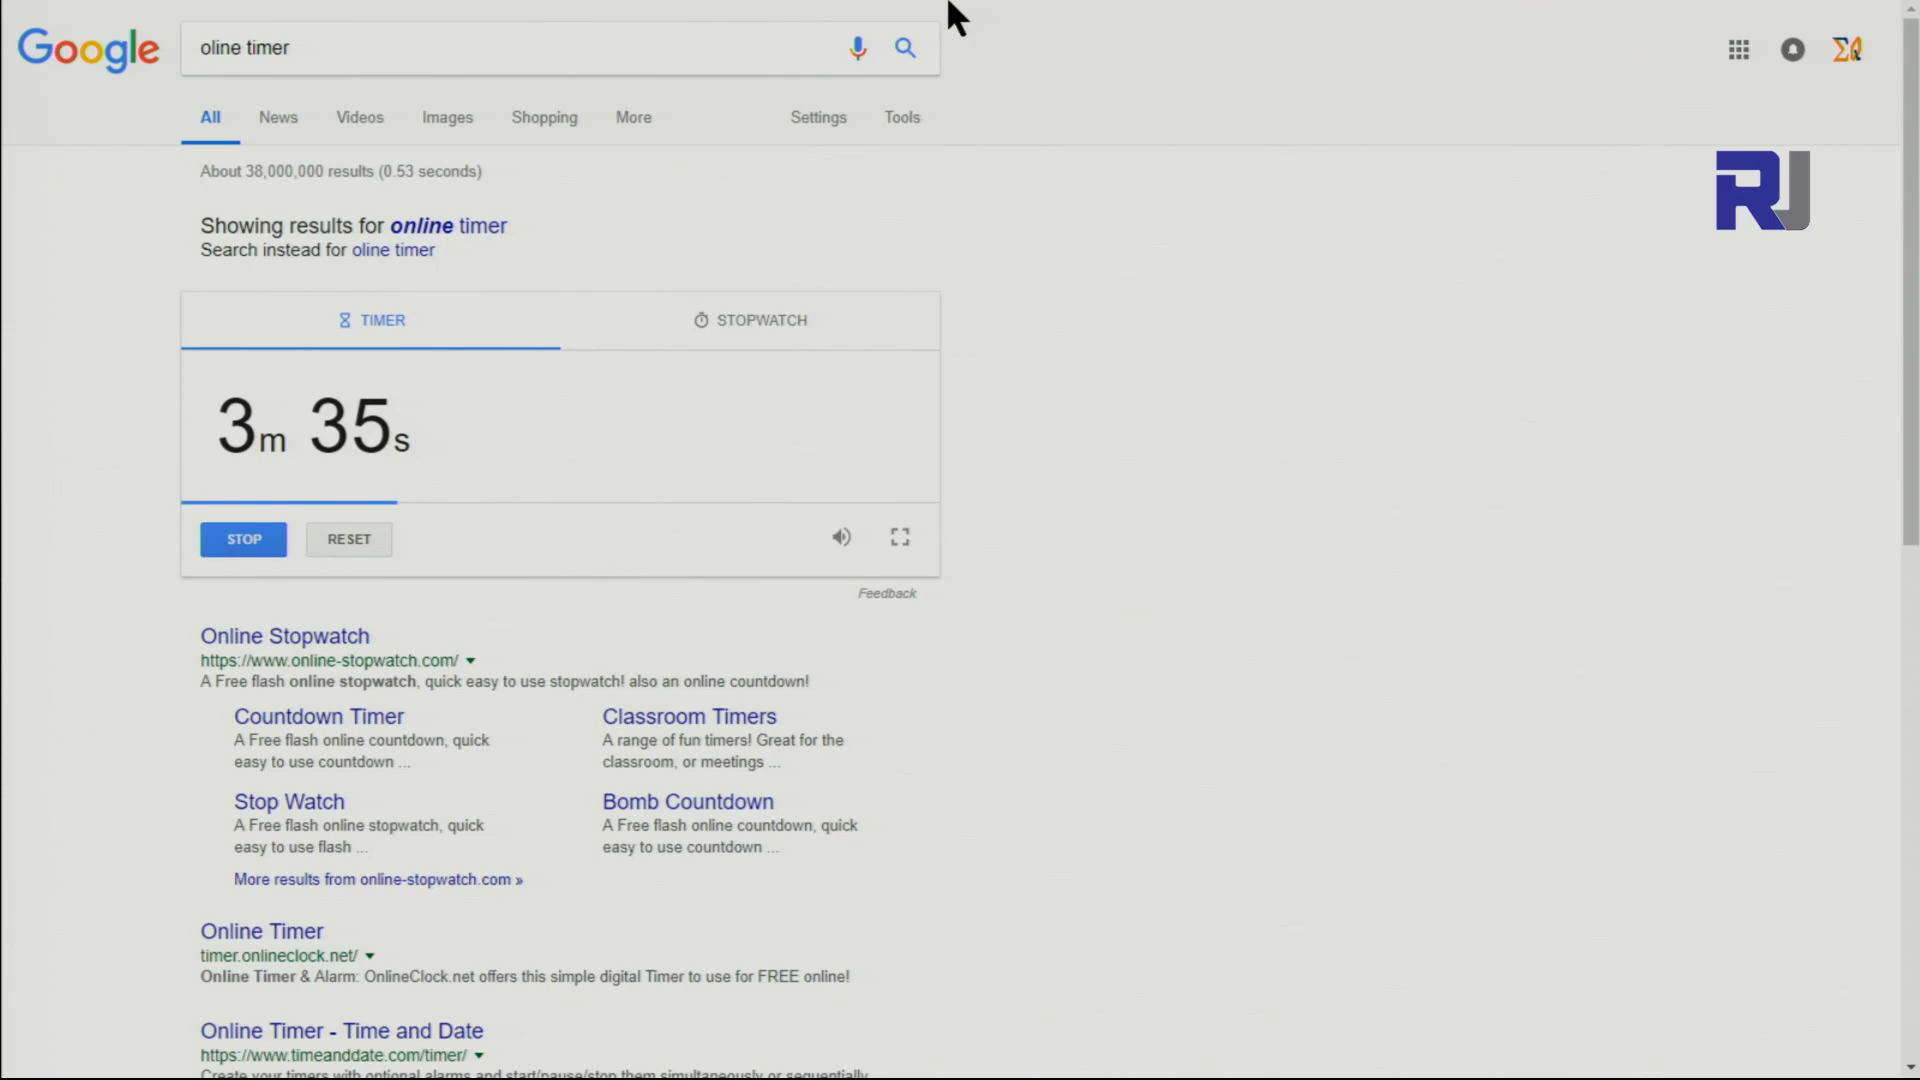 Google
oline timer
All News Videos Images Shopping More Settings Tools
About 38,000,000 results (0.53 seconds)
Showing results for online timer
Search instead for oline timer
TIMER STOPWATCH
3m 35s
STOP RESET
Feedback
Online Stopwatch
https://www.online-stopwatch.com/
A Free flash online stopwatch, quick easy to use stopwatch! also an online countdown!
Countdown Timer
A Free flash online countdown, quick
easy to use countdown ...
Classroom Timers
A range of fun timers! Great for the
classroom, or meetings ...
Stop Watch
A Free flash online stopwatch, quick
easy to use flash ...
Bomb Countdown
A Free flash online countdown, quick
easy to use countdown ...
More results from online-stopwatch.com »
Online Timer
timer.onlineclock.net/
Online Timer & Alarm: OnlineClock.net offers this simple digital Timer to use for FREE online!
Online Timer - Time and Date
https://www.timeanddate.com/timer/
Create your timers with optional alarms and start/pause/stop them simultaneously or sequentially
RJ